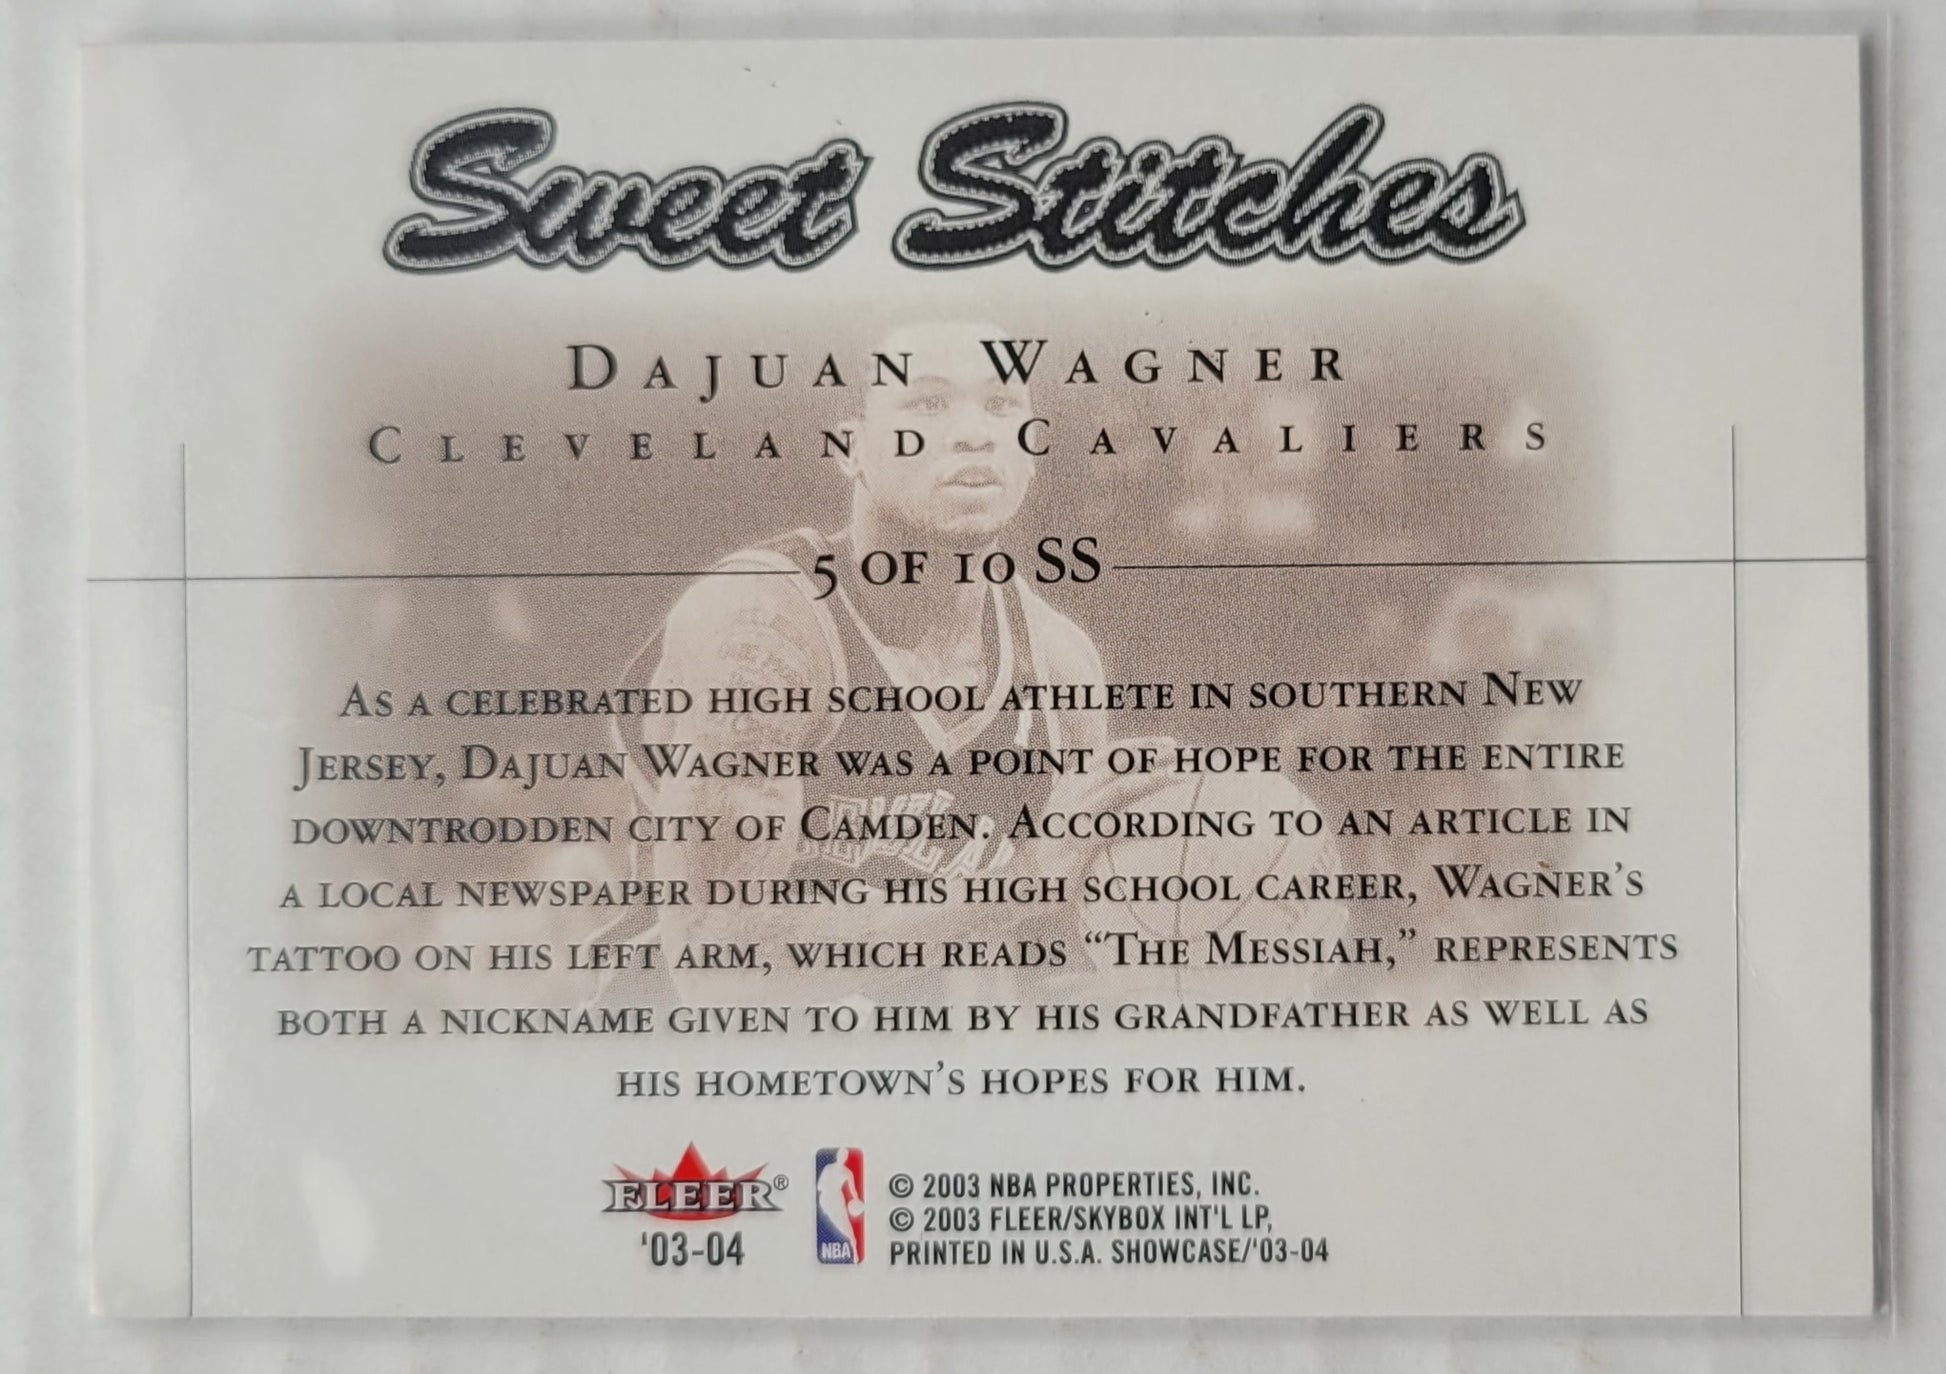 Sweet Stitches
DAJUAN WAGNER
CLEVELAND CAVALIERS
5 OF 10 SS
AS A CELEBRATED HIGH SCHOOL ATHLETE IN SOUTHERN NEW
JERSEY, DAJUAN WAGNER WAS A POINT OF HOPE FOR THE ENTIRE
DOWNTRODDEN CITY OF CAMDEN. ACCORDING TO AN ARTICLE IN
A LOCAL NEWSPAPER DURING HIS HIGH SCHOOL CAREER, WAGNER'S
TATTOO ON HIS LEFT ARM, WHICH READS “THE MESSIAH,” REPRESENTS
BOTH A NICKNAME GIVEN TO HIM BY HIS GRANDFATHER AS WELL AS
HIS HOMETOWN'S HOPES FOR HIM.
FLEER®
'03-04
NBA
© 2003 NBA PROPERTIES, INC.
© 2003 FLEER/SKYBOX INT'L LP,
PRINTED IN U.S.A. SHOWCASE/'03-04